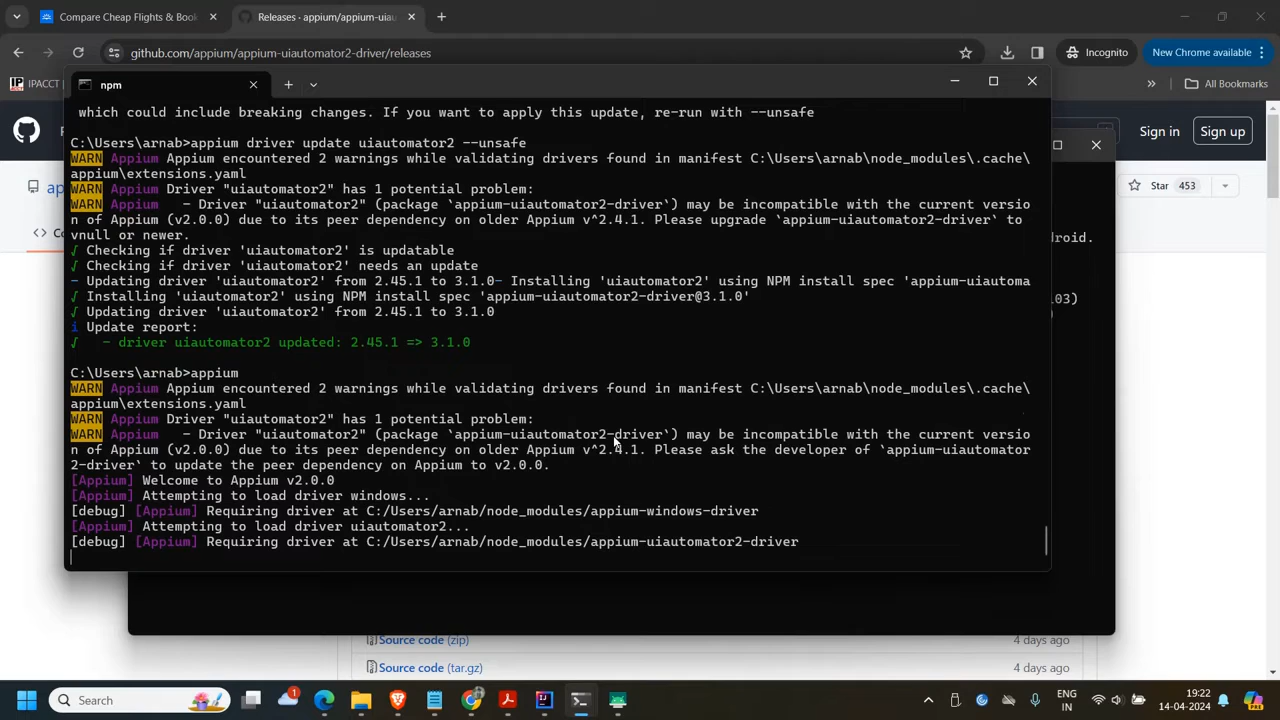 Compare Cheap Flights & Book
Releases · appium/appium-uiau
github.com/appium/appium-uiautomator2-driver/releases
Incognito
New Chrome available
IPACCT
All Bookmarks
npm
which could include breaking changes. If you want to apply this update, re-run with --unsafe
Sign in
Sign up
C:\Users\arnab>appium driver update uiautomator2 --unsafe
WARN Appium Appium encountered 2 warnings while validating drivers found in manifest C:\Users\arnab\node_modules\.cache\
appium\extensions.yaml
WARN Appium Driver "uiautomator2" has 1 potential problem:
Star 453
WARN Appium   - Driver "uiautomator2" (package `appium-uiautomator2-driver`) may be incompatible with the current versio
n of Appium (v2.0.0) due to its peer dependency on older Appium v^2.4.1. Please upgrade `appium-uiautomator2-driver` to
vnull or newer.
<> Co
droid.
√ Checking if driver 'uiautomator2' is updatable
√ Checking if driver 'uiautomator2' needs an update
- Updating driver 'uiautomator2' from 2.45.1 to 3.1.0- Installing 'uiautomator2' using NPM install spec 'appium-uiautoma
√ Installing 'uiautomator2' using NPM install spec 'appium-uiautomator2-driver@3.1.0'
03)
√ Updating driver 'uiautomator2' from 2.45.1 to 3.1.0
i Update report:
√   - driver uiautomator2 updated: 2.45.1 => 3.1.0
C:\Users\arnab>appium
WARN Appium Appium encountered 2 warnings while validating drivers found in manifest C:\Users\arnab\node_modules\.cache\
appium\extensions.yaml
WARN Appium Driver "uiautomator2" has 1 potential problem:
WARN Appium   - Driver "uiautomator2" (package `appium-uiautomator2-driver`) may be incompatible with the current versio
n of Appium (v2.0.0) due to its peer dependency on older Appium v^2.4.1. Please ask the developer of `appium-uiautomator
2-driver` to update the peer dependency on Appium to v2.0.0.
[Appium] Welcome to Appium v2.0.0
[Appium] Attempting to load driver windows...
[debug] [Appium] Requiring driver at C:/Users/arnab/node_modules/appium-windows-driver
[Appium] Attempting to load driver uiautomator2...
[debug] [Appium] Requiring driver at C:/Users/arnab/node_modules/appium-uiautomator2-driver
Source code (zip)
4 days ago
Source code (tar.gz)
4 days ago
Search
1
ENG
IN
19:22
14-04-2024